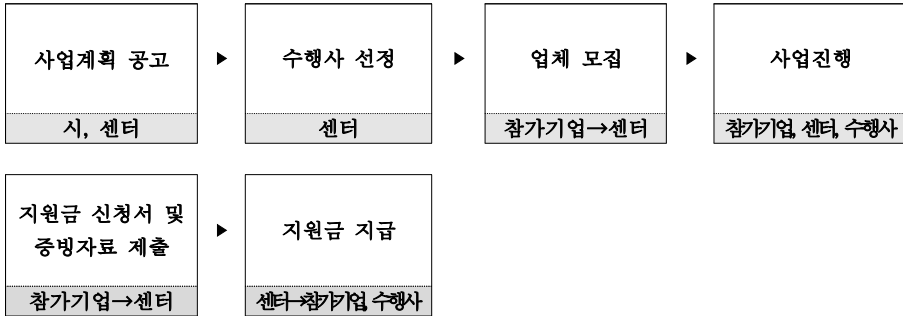 사업계획 공고 ▶ 수행사 선정 ▶ 업체 모집 ▶ 사업진행
시, 센터 센터 참가기업→센터 참가기업, 센터, 수행사
지원금 신청서 및
증빙자료 제출 ▶ 지원금 지급
참가기업→센터 센터→참가기업, 수행사